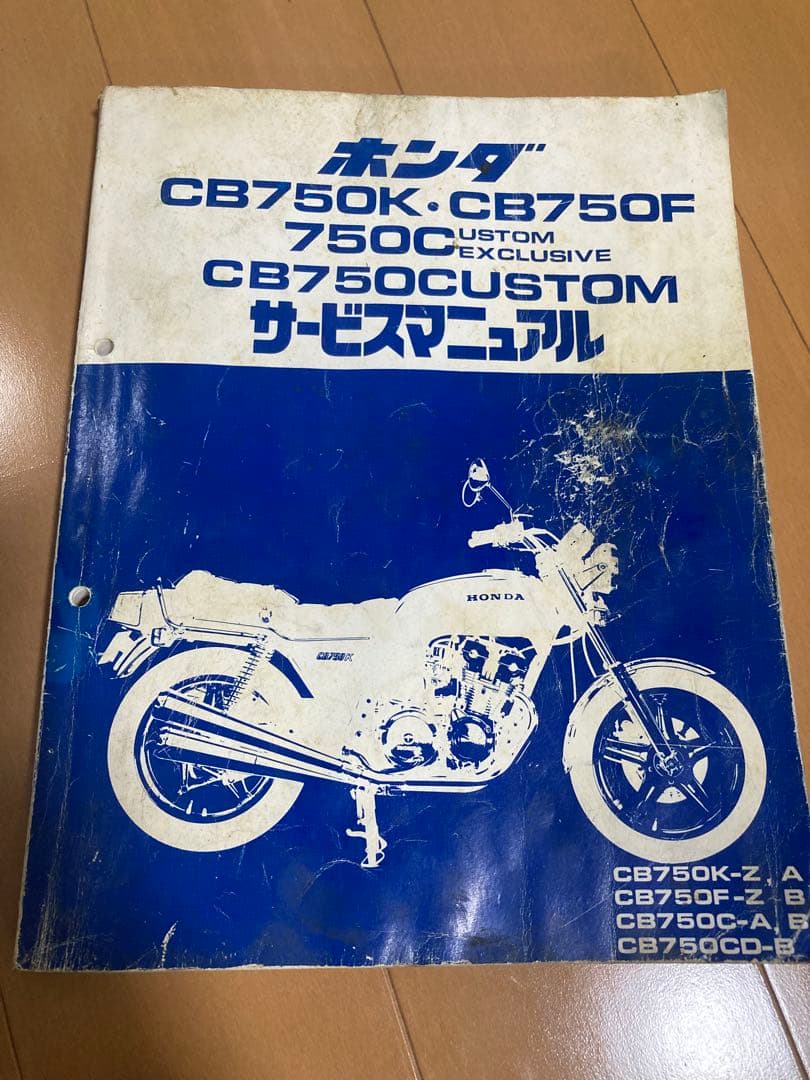 ホンダ
CB750K・CB750F
750CUSTOM
EXCLUSIVE
CB750CUSTOM
サービスマニュアル
HONDA
CB750K
CB750K-Z, A
CB750F-Z, B
CB750C-A, B
CB750CD-B